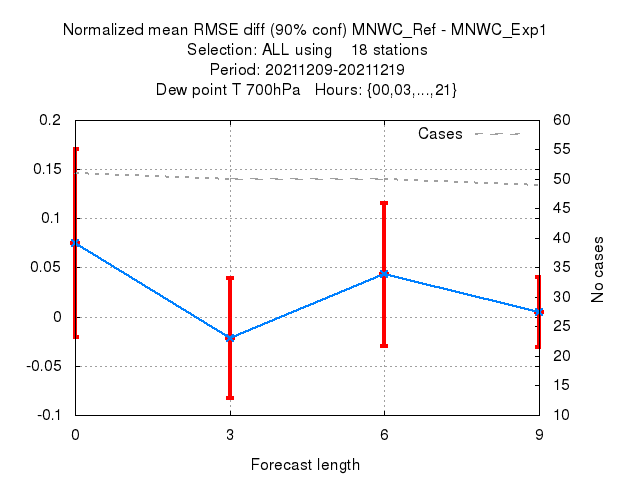 Normalized mean RMSE diff (90% conf) MNWC_Ref - MNWC_Exp1
Selection: ALL using    18 stations
Period: 20211209-20211219
Dew point T 700hPa   Hours: {00,03,...,21}
Cases
0.2
0.15
0.1
0.05
0
-0.05
-0.1
60
55
50
45
40
35
30
25
20
15
10
No cases
0 3 6 9
Forecast length